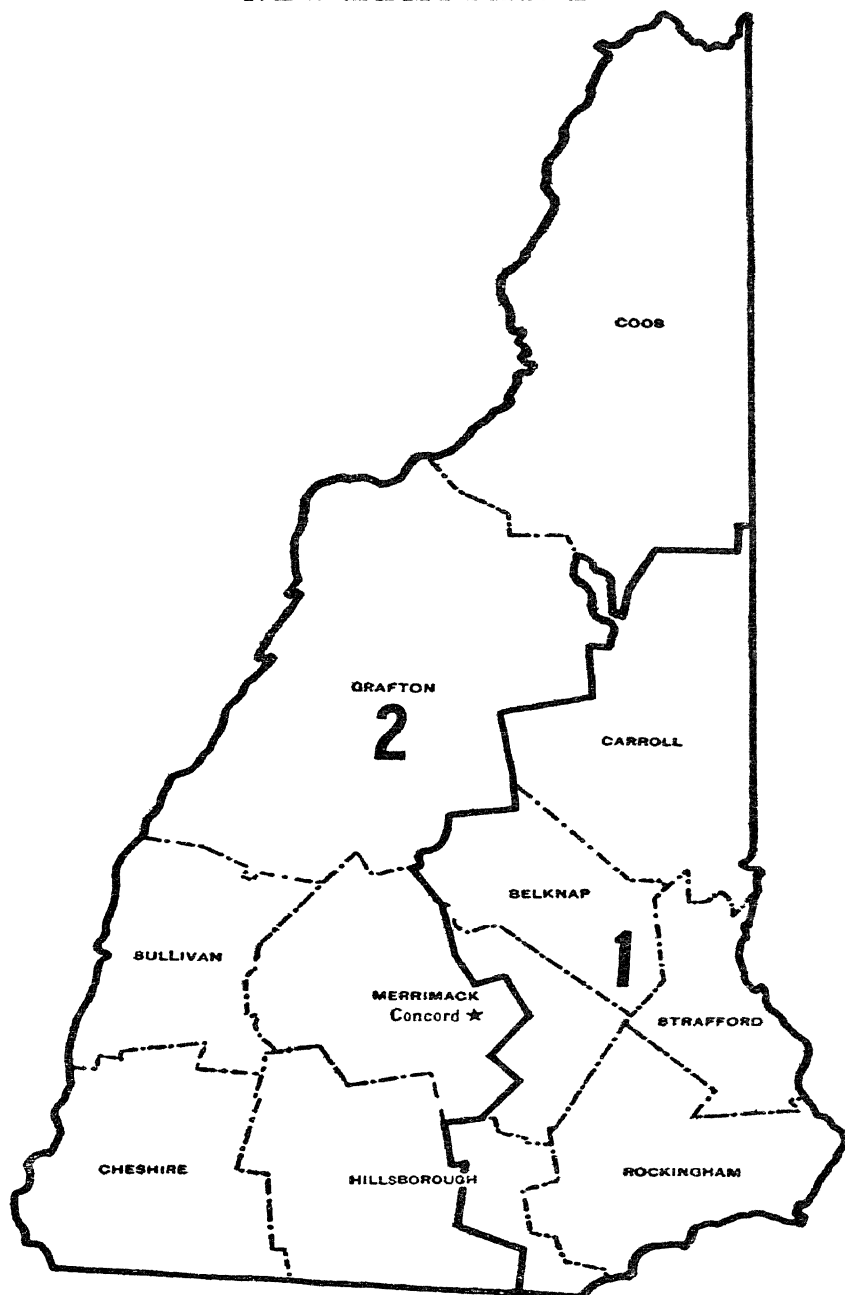 COOS
GRAFTON
2
CARROLL
BELKNAP
1
SULLIVAN
MERRIMACK
Concord ★
STRAFFORD
CHESHIRE
HILLSBOROUGH
ROCKINGHAM